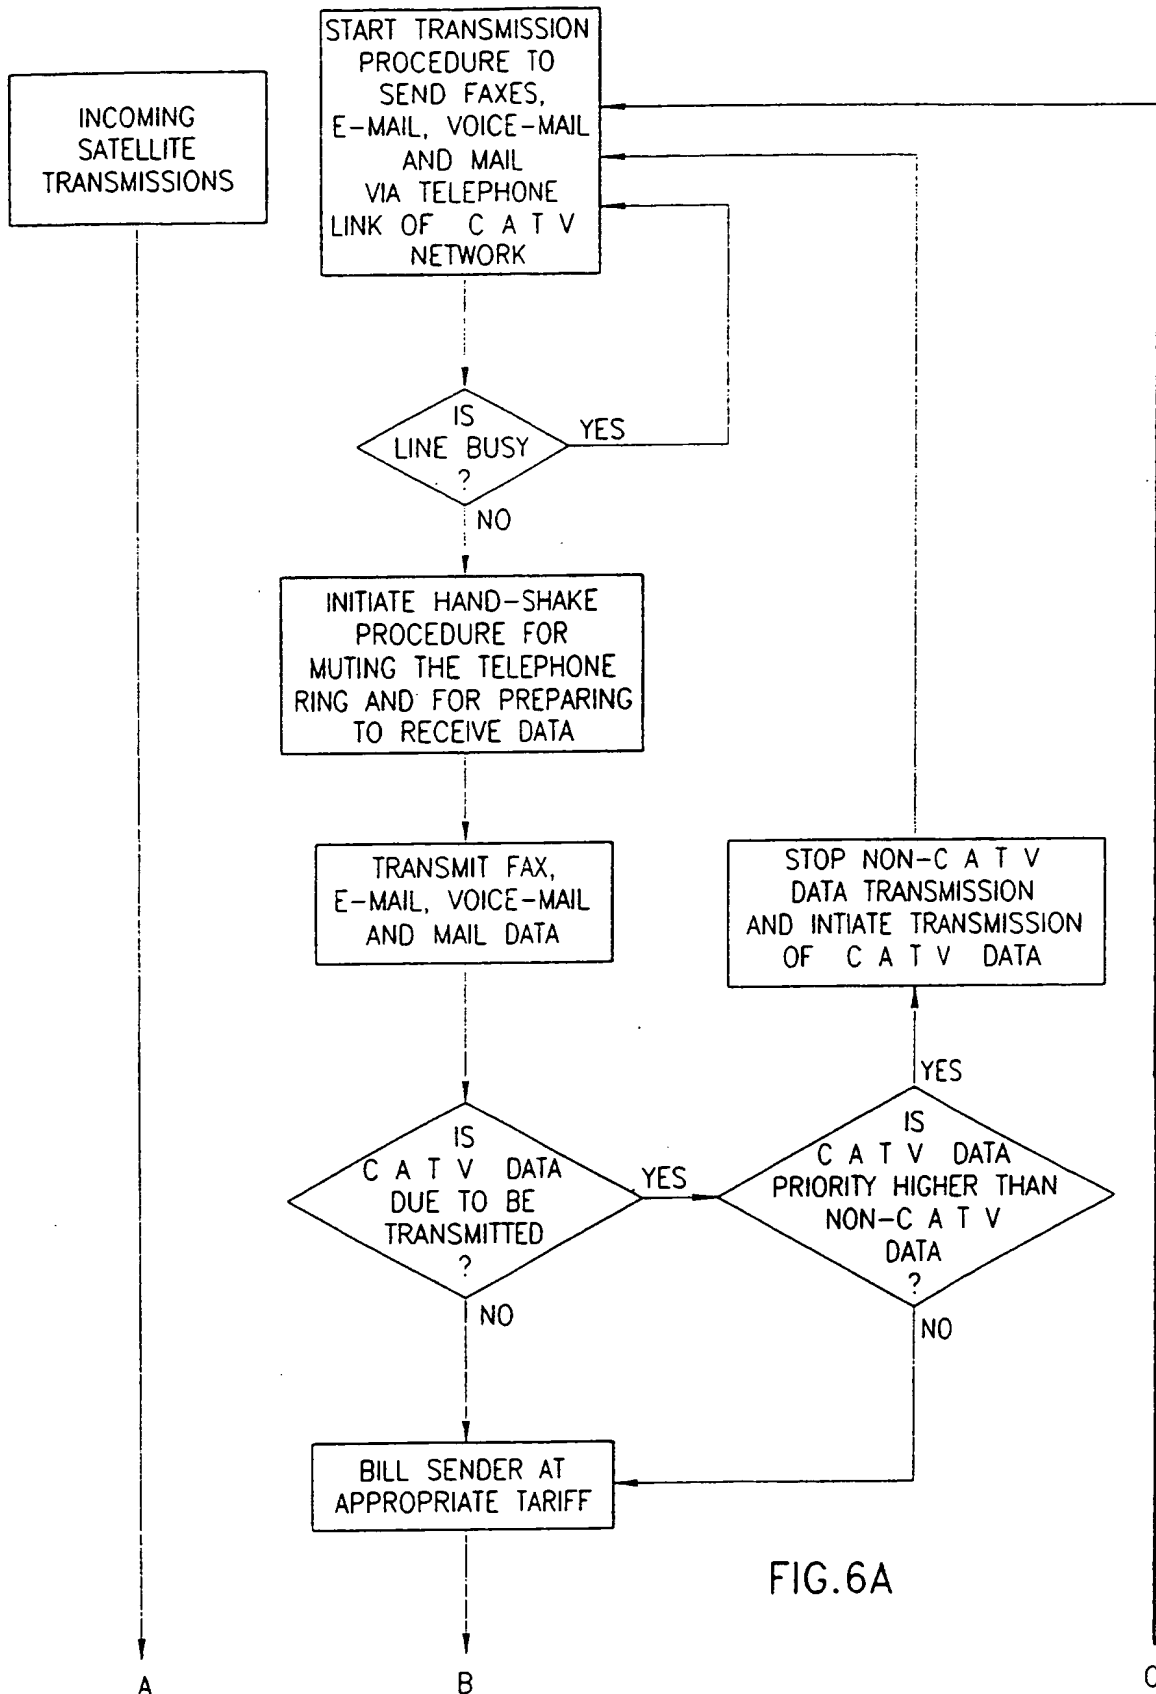 INCOMING
SATELLITE
TRANSMISSIONS
START TRANSMISSION
PROCEDURE TO
SEND FAXES,
E-MAIL, VOICE-MAIL
AND MAIL
VIA TELEPHONE
LINK OF C A T V
NETWORK
IS
LINE BUSY
?
YES
NO
INITIATE HAND-SHAKE
PROCEDURE FOR
MUTING THE TELEPHONE
RING AND FOR PREPARING
TO RECEIVE DATA
TRANSMIT FAX,
E-MAIL, VOICE-MAIL
AND MAIL DATA
STOP NON-C A T V
DATA TRANSMISSION
AND INTIATE TRANSMISSION
OF C A T V DATA
YES
IS
C A T V DATA
DUE TO BE
TRANSMITTED
?
YES
NO
IS
C A T V DATA
PRIORITY HIGHER THAN
NON-C A T V
DATA
?
NO
BILL SENDER AT
APPROPRIATE TARIFF
FIG.6A
A
B
C